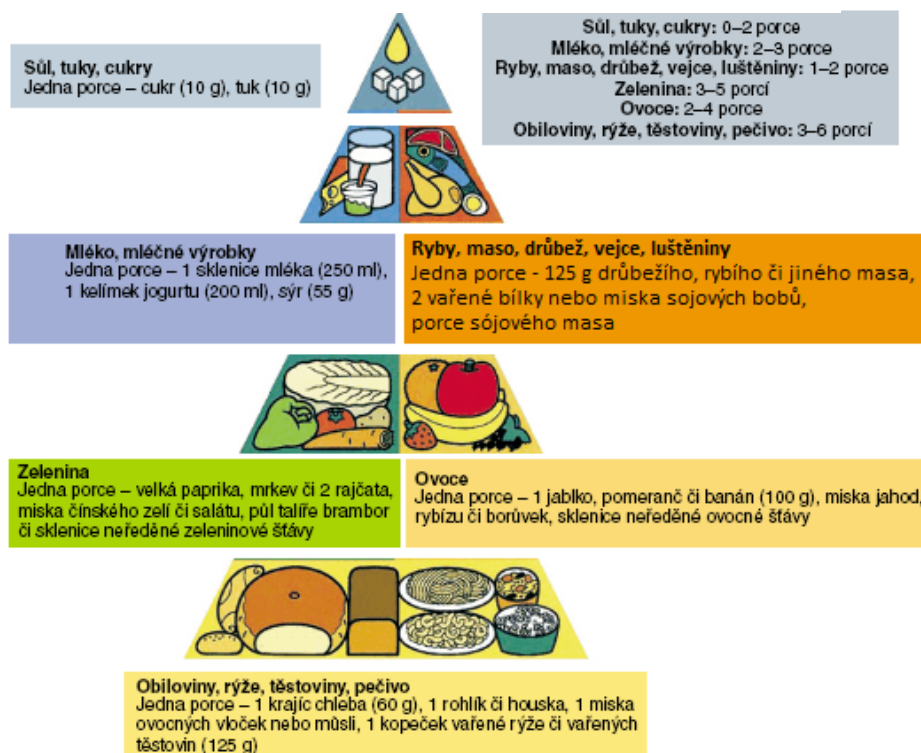 Sůl, tuky, cukry
Jedna porce – cukr (10 g), tuk (10 g)
Sůl, tuky, cukry: 0–2 porce
Mléko, mléčné výrobky: 2–3 porce
Ryby, maso, drůbež, vejce, luštěniny: 1–2 porce
Zelenina: 3–5 porcí
Ovoce: 2–4 porce
Obiloviny, rýže, těstoviny, pečivo: 3–6 porcí
Mléko, mléčné výrobky
Jedna porce – 1 sklenice mléka (250 ml),
1 kelímek jogurtu (200 ml), sýr (55 g)
Ryby, maso, drůbež, vejce, luštěniny
Jedna porce - 125 g drůbežího, rybího či jiného masa,
2 vařené bílky nebo miska sojových bobů,
porce sójového masa
Zelenina
Jedna porce – velká paprika, mrkev či 2 rajčata,
miska čínského zelí či salátu, půl talíře brambor
či sklenice neředěné zeleninové šťávy
Ovoce
Jedna porce – 1 jablko, pomeranč či banán (100 g), miska jahod,
rybízu či borůvek, sklenice neředěné ovocné šťávy
Obiloviny, rýže, těstoviny, pečivo
Jedna porce – 1 krajíc chleba (60 g), 1 rohlík či houska, 1 miska
ovocných vloček nebo műsli, 1 kopeček vařené rýže či vařených
těstovin (125 g)